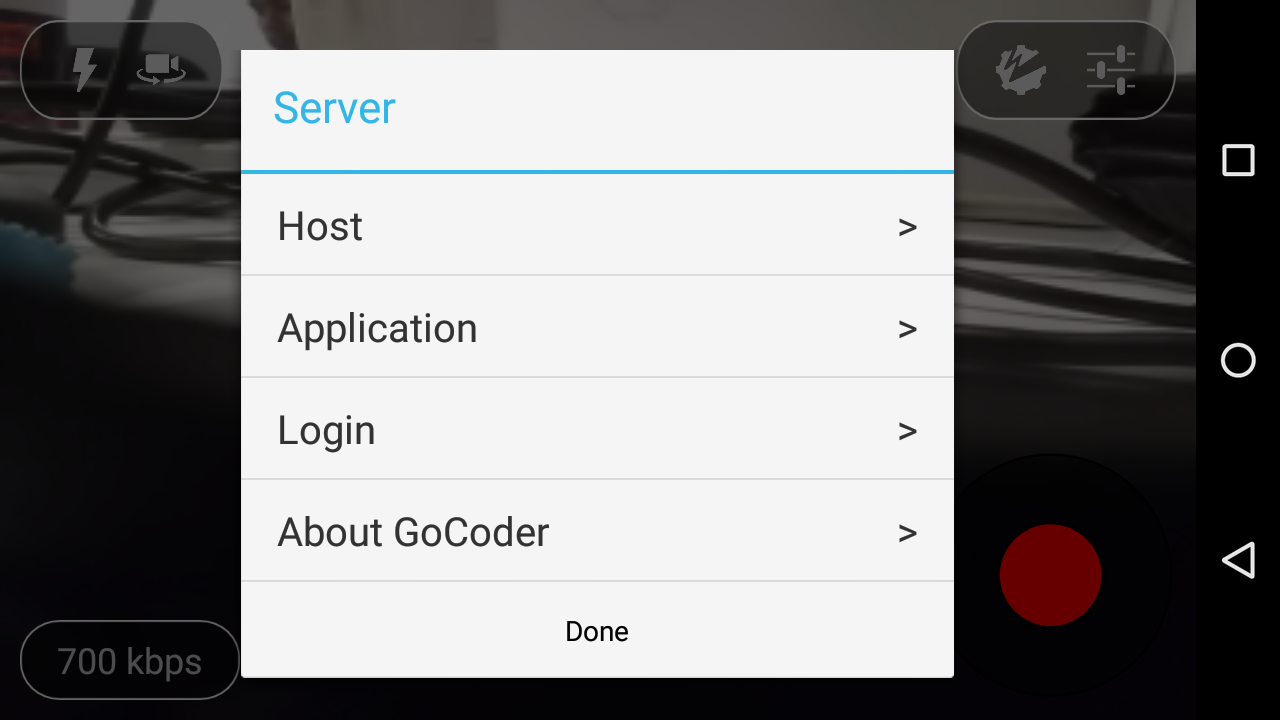 Server
Host >
Application >
Login >
About GoCoder >
Done
700 kbps